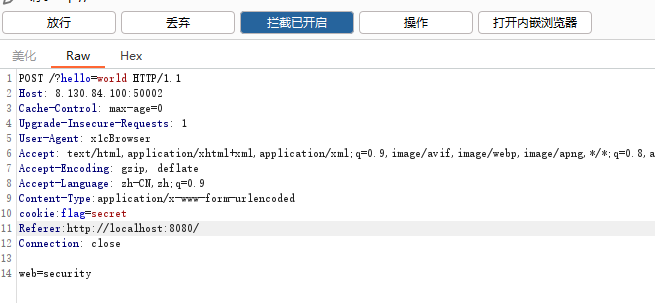 放行 丢弃 拦截已开启 操作 打开内嵌浏览器
美化 Raw Hex
1 POST /?hello=world HTTP/1.1
2 Host: 8.130.84.100:50002
3 Cache-Control: max-age=0
4 Upgrade-Insecure-Requests: 1
5 User-Agent: x1cBrowser
6 Accept: text/html,application/xhtml+xml,application/xml;q=0.9,image/avif,image/webp,image/apng,*/*;q=0.8,a
7 Accept-Encoding: gzip, deflate
8 Accept-Language: zh-CN,zh;q=0.9
9 Content-Type:application/x-www-form-urlencoded
10 cookie:flag=secret
11 Referer:http://localhost:8080/
12 Connection: close
13
14 web=security